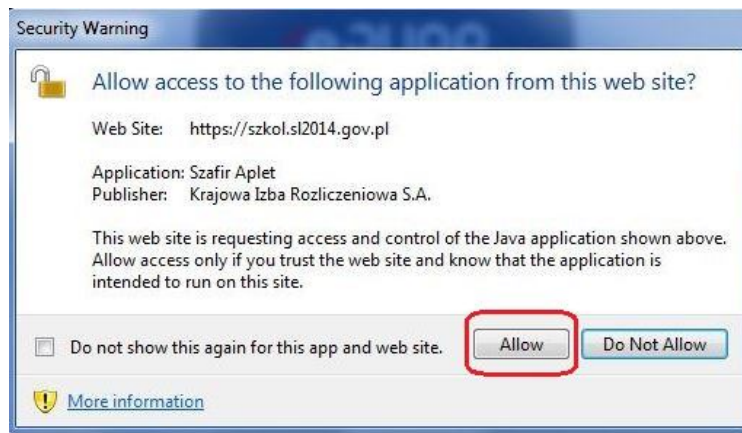 Security Warning
Allow access to the following application from this web site?
Web Site: https://szkol.sl2014.gov.pl
Application: Szafir Aplet
Publisher: Krajowa Izba Rozliczeniowa S.A.
This web site is requesting access and control of the Java application shown above.
Allow access only if you trust the web site and know that the application is
intended to run on this site.
Do not show this again for this app and web site.
Allow
Do Not Allow
More information